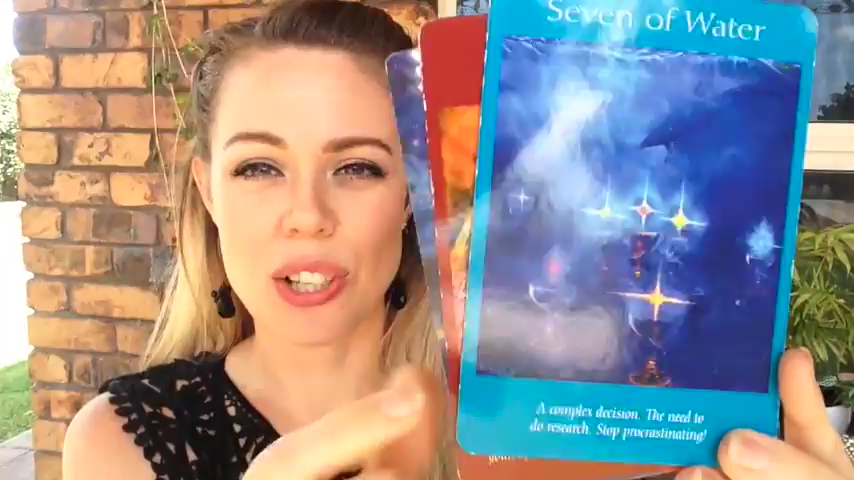 Seven of Water
A complex decision. The need to
do research. Stop procrastinating!